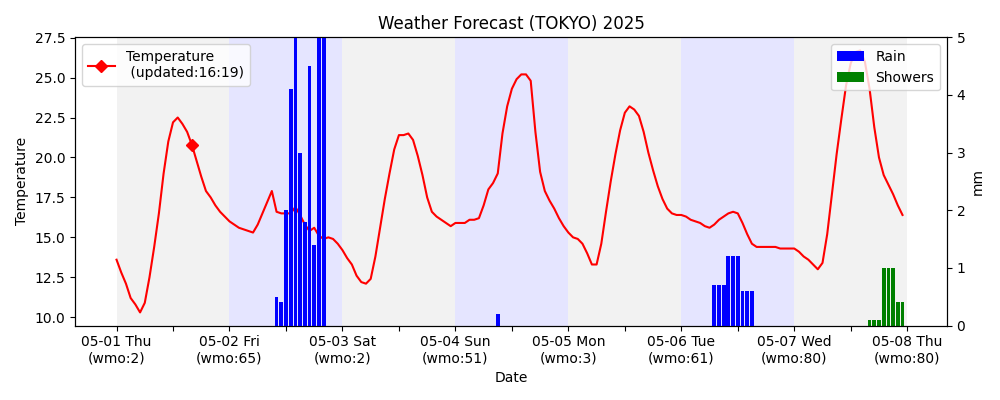 Weather Forecast (TOKYO) 2025
Temperature
(updated:16:19)
Rain
Showers
27.5
25.0
22.5
20.0
17.5
15.0
12.5
10.0
Temperature
5
4
3
2
1
0
mm
05-01 Thu
(wmo:2)
05-02 Fri
(wmo:65)
05-03 Sat
(wmo:2)
05-04 Sun
(wmo:51)
05-05 Mon
(wmo:3)
05-06 Tue
(wmo:61)
05-07 Wed
(wmo:80)
05-08 Thu
(wmo:80)
Date